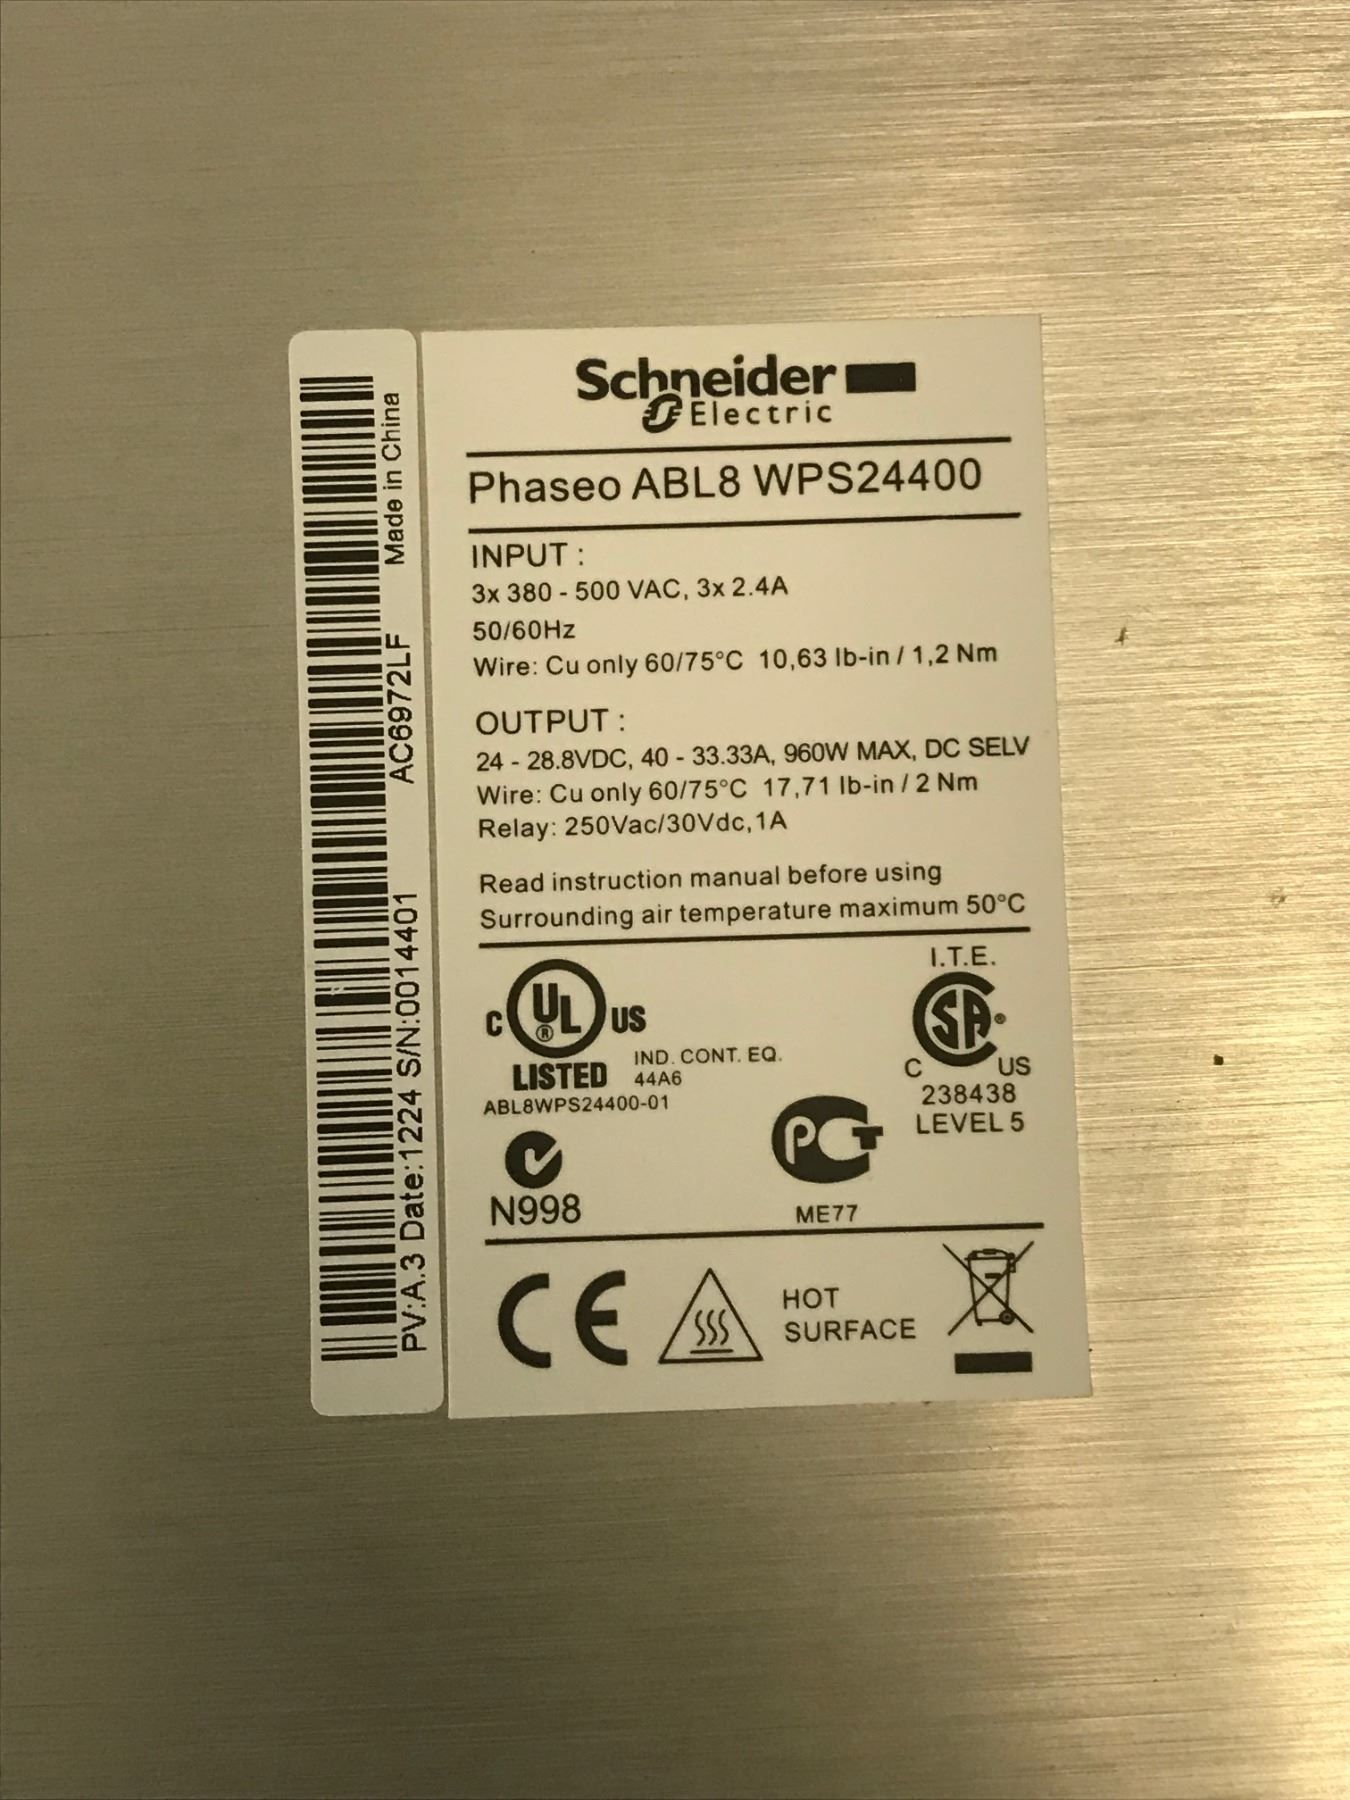 Made in China
AC6972LF
PV:A.3 Date:1224 S/N:0014401
Schneider
Electric
Phaseo ABL8 WPS24400
INPUT :
3x 380 - 500 VAC, 3x 2.4A
50/60Hz
Wire: Cu only 60/75°C 10,63 lb-in / 1,2 Nm
OUTPUT :
24 - 28.8VDC, 40 - 33.33A, 960W MAX, DC SELV
Wire: Cu only 60/75°C 17,71 lb-in / 2 Nm
Relay: 250Vac/30Vdc,1A
Read instruction manual before using
Surrounding air temperature maximum 50°C
C UL ® US
LISTED
IND. CONT. EQ.
44A6
ABL8WPS24400-01
I.T.E.
SA ®
C US
238438
LEVEL 5
N998
PCT
ME77
CE
HOT
SURFACE